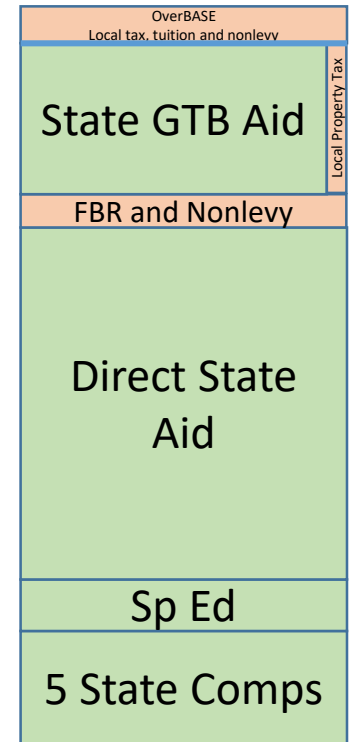 OverBASE
Local tax, tuition and nonlevy
State GTB Aid
Local Property Tax
FBR and Nonlevy
Direct State
Aid
Sp Ed
5 State Comps